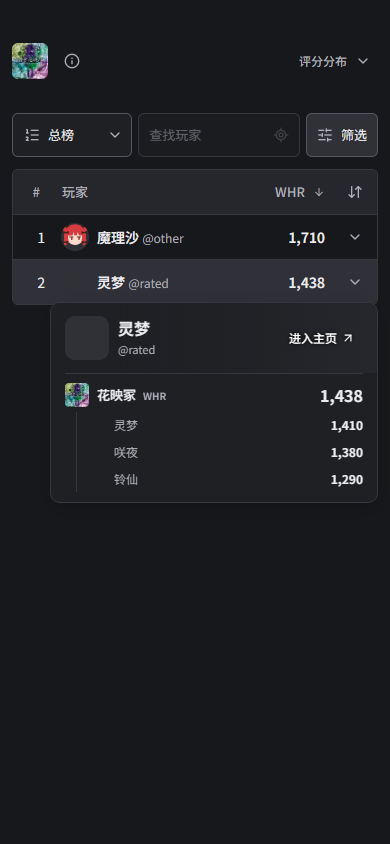 评分分布
总榜
查找玩家
筛选
# 玩家 WHR
1 魔理沙 @other 1,710
2 灵梦 @rated 1,438
灵梦
@rated
进入主页
花映冢 WHR 1,438
灵梦 1,410
咲夜 1,380
铃仙 1,290